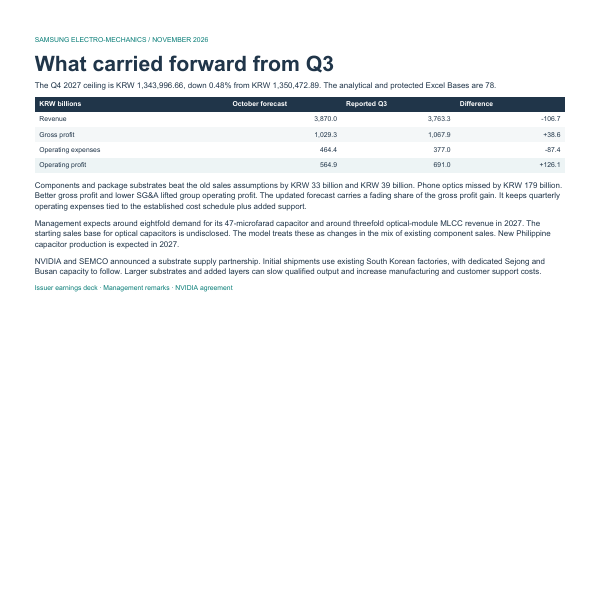 SAMSUNG ELECTRO-MECHANICS / NOVEMBER 2026
What carried forward from Q3
The Q4 2027 ceiling is KRW 1,343,996.66, down 0.48% from KRW 1,350,472.89. The analytical and protected Excel Bases are 78.
KRW billions October forecast Reported Q3 Difference
Revenue 3,870.0 3,763.3 -106.7
Gross profit 1,029.3 1,067.9 +38.6
Operating expenses 464.4 377.0 -87.4
Operating profit 564.9 691.0 +126.1
Components and package substrates beat the old sales assumptions by KRW 33 billion and KRW 39 billion. Phone optics missed by KRW 179 billion.
Better gross profit and lower SG&A lifted group operating profit. The updated forecast carries a fading share of the gross profit gain. It keeps quarterly
operating expenses tied to the established cost schedule plus added support.
Management expects around eightfold demand for its 47-microfarad capacitor and around threefold optical-module MLCC revenue in 2027. The
starting sales base for optical capacitors is undisclosed. The model treats these as changes in the mix of existing component sales. New Philippine
capacitor production is expected in 2027.
NVIDIA and SEMCO announced a substrate supply partnership. Initial shipments use existing South Korean factories, with dedicated Sejong and
Busan capacity to follow. Larger substrates and added layers can slow qualified output and increase manufacturing and customer support costs.
Issuer earnings deck · Management remarks · NVIDIA agreement